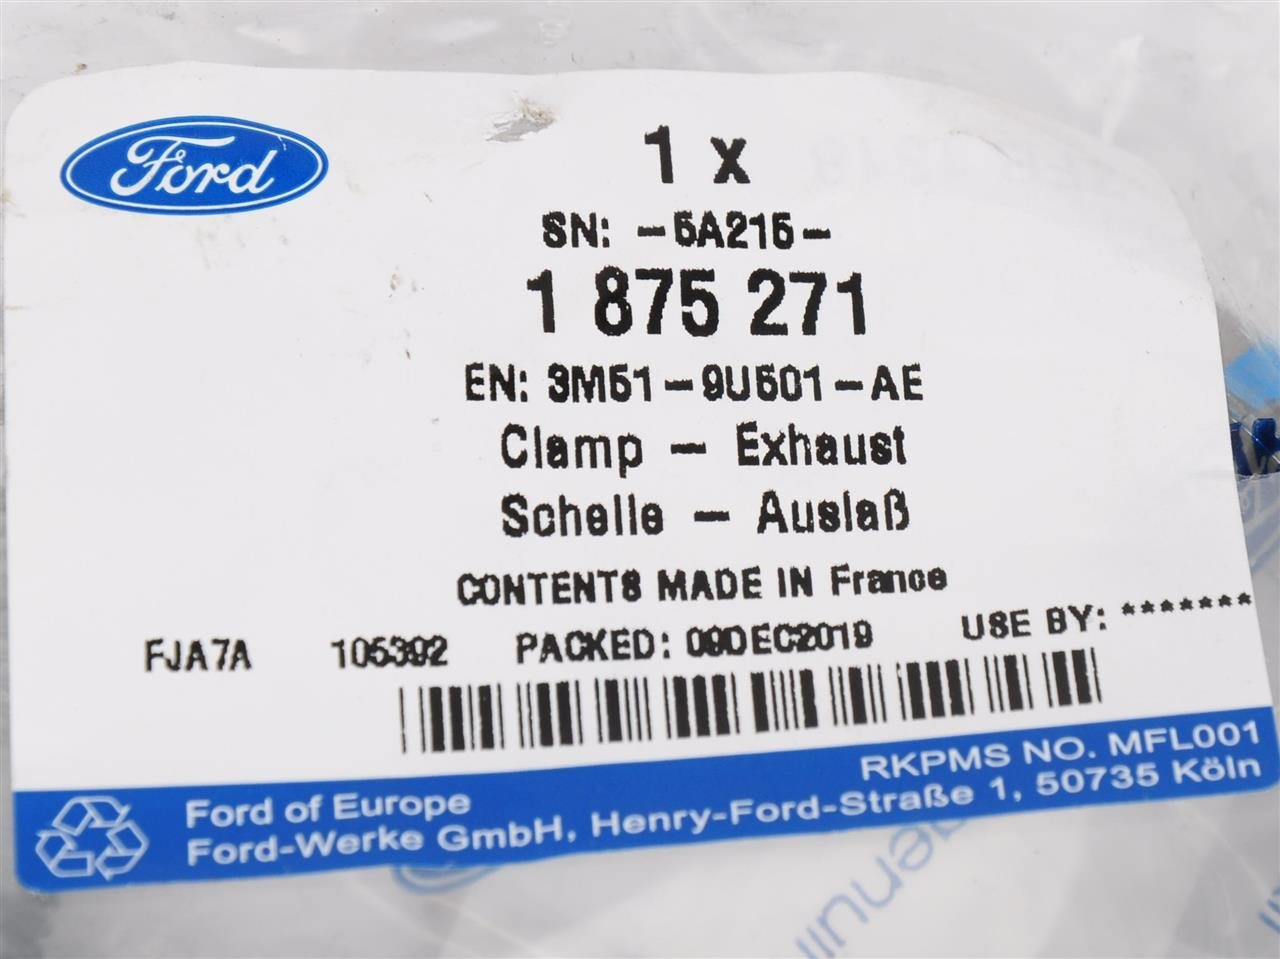 Ford
1 x
SN: -5A215-
1 875 271
EN: 3M51-9U501-AE
Clamp - Exhaust
Schelle - Auslaß
CONTENTS MADE IN France
FJA7A 105392 PACKED: 09DEC2019 USE BY: *******
RKPMS NO. MFL001
Ford of Europe
Ford-Werke GmbH, Henry-Ford-Straße 1, 50735 Köln